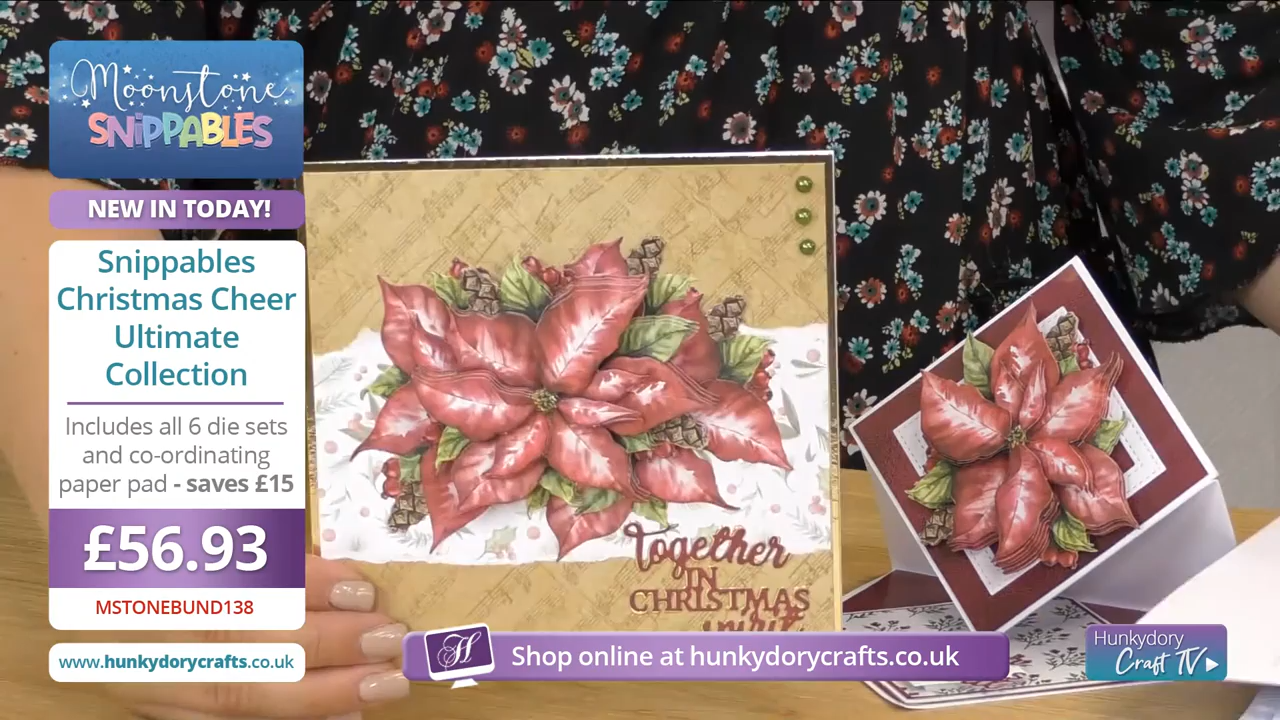 Moonstone
SNiPPABLES
NEW IN TODAY!
Snippables
Christmas Cheer
Ultimate
Collection
Includes all 6 die sets
and co-ordinating
paper pad - saves £15
£56.93
MSTONEBUND138
www.hunkydorycrafts.co.uk
together
IN
CHRISTMAS
spirit
H
Shop online at hunkydorycrafts.co.uk
Hunkydory
Craft TV